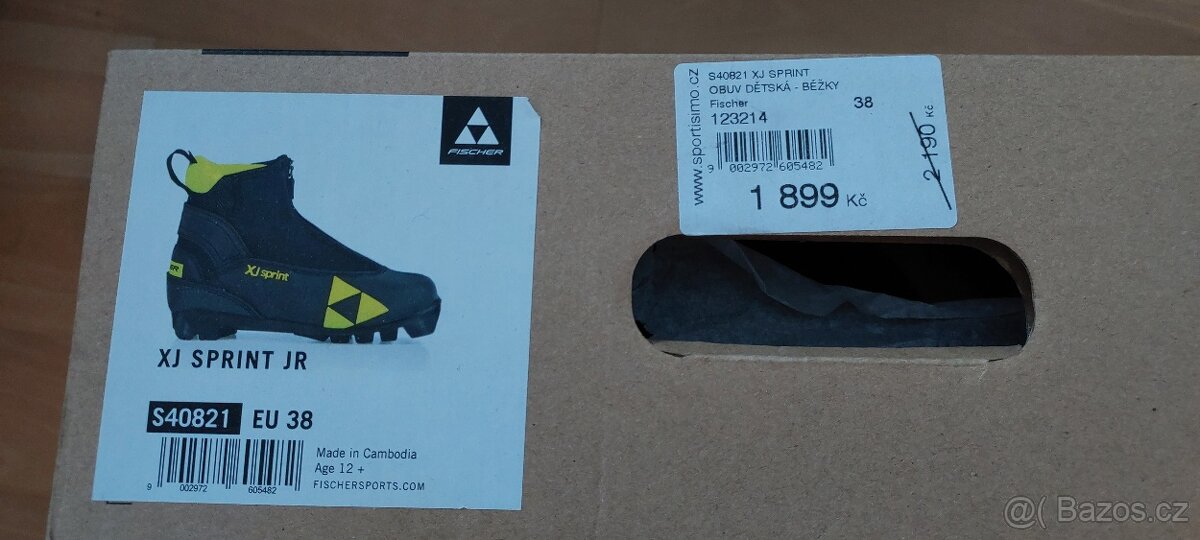 FISCHER
XJ sprint
XJ SPRINT JR
S40821 EU 38
Made in Cambodia
Age 12 +
FISCHERSPORTS.COM
9 002972 605482
www.sportisimo.cz
S40821 XJ SPRINT
OBUV DĚTSKÁ - BĚŽKY
Fischer 38
123214
9 002972 605482
2 190 Kč
1 899 Kč
@( Bazos.cz